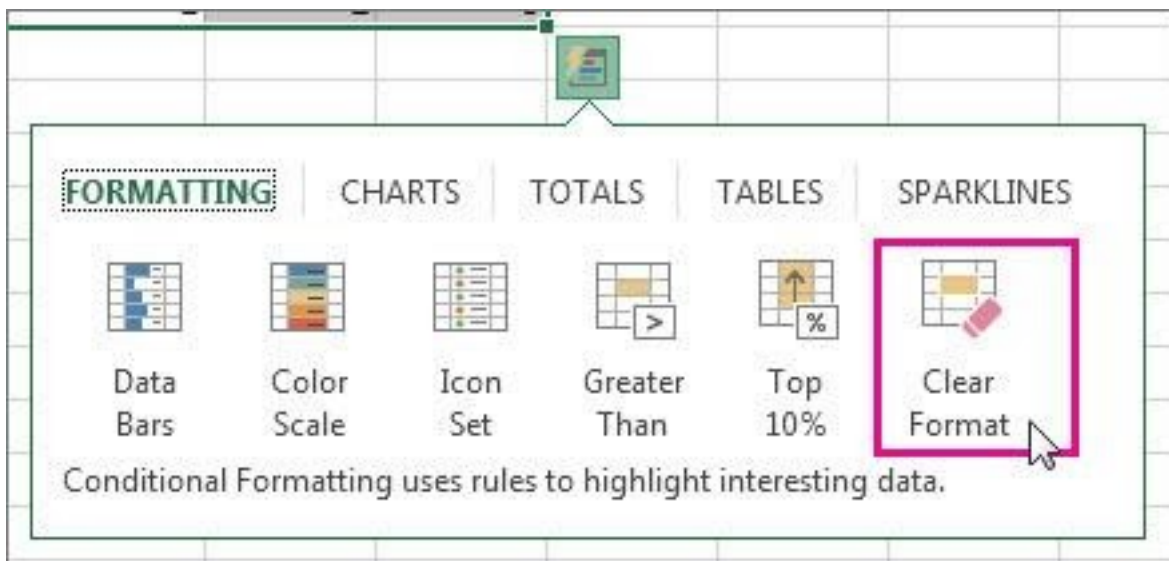 FORMATTING CHARTS TOTALS TABLES SPARKLINES
Data Color Icon Greater Top Clear
Bars Scale Set Than 10% Format
Conditional Formatting uses rules to highlight interesting data.